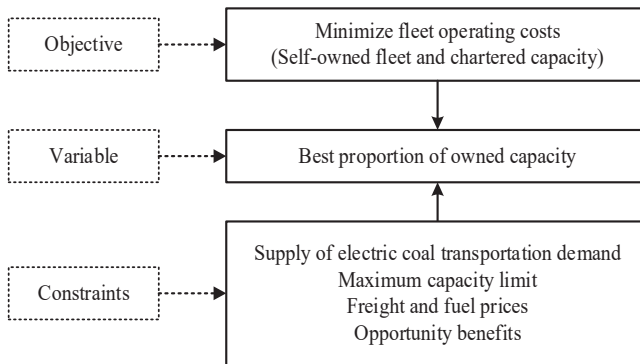 Objective
Minimize fleet operating costs
(Self-owned fleet and chartered capacity)
Variable
Best proportion of owned capacity
Constraints
Supply of electric coal transportation demand
Maximum capacity limit
Freight and fuel prices
Opportunity benefits